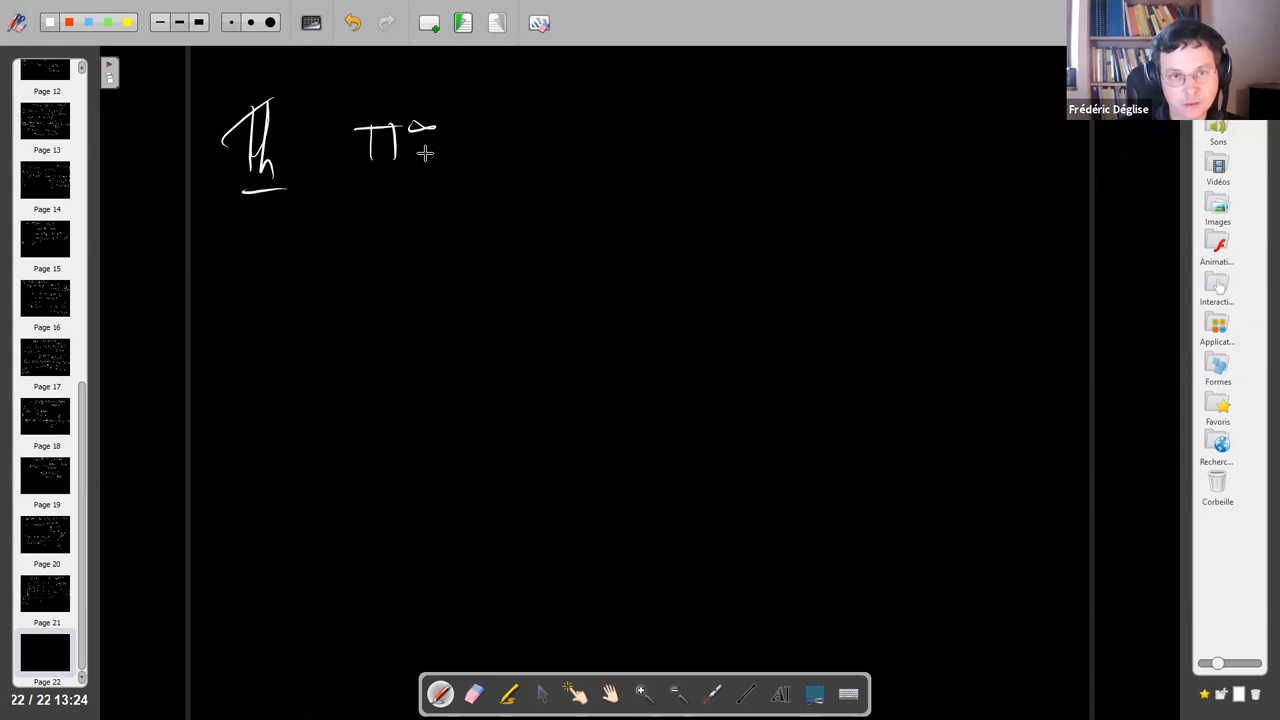 Frédéric Déglise
Page 12
Page 13
Page 14
Page 15
Page 16
Page 17
Page 18
Page 19
Page 20
Page 21
Page 22
22 / 22 13:24
Th Π^∞
Sons
Vidéos
Images
Animati...
Interacti...
Applicat...
Formes
Favoris
Recherc...
Corbeille
AI